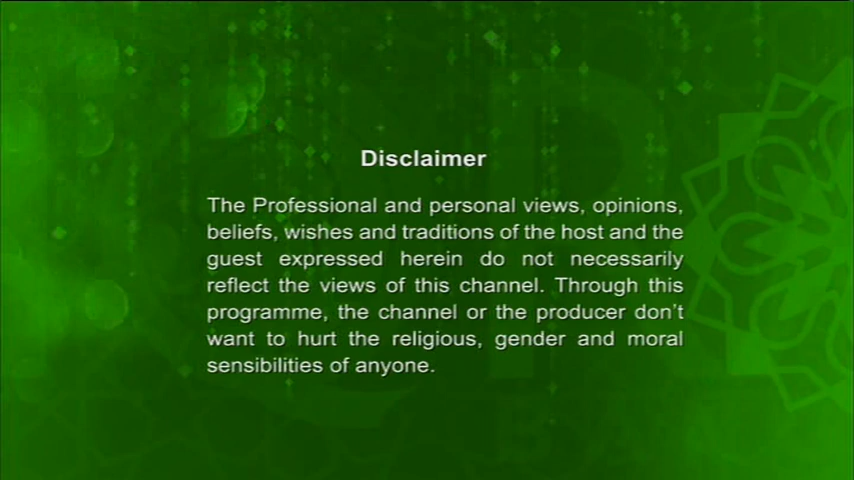 Disclaimer
The Professional and personal views, opinions,
beliefs, wishes and traditions of the host and the
guest expressed herein do not necessarily
reflect the views of this channel. Through this
programme, the channel or the producer don't
want to hurt the religious, gender and moral
sensibilities of anyone.